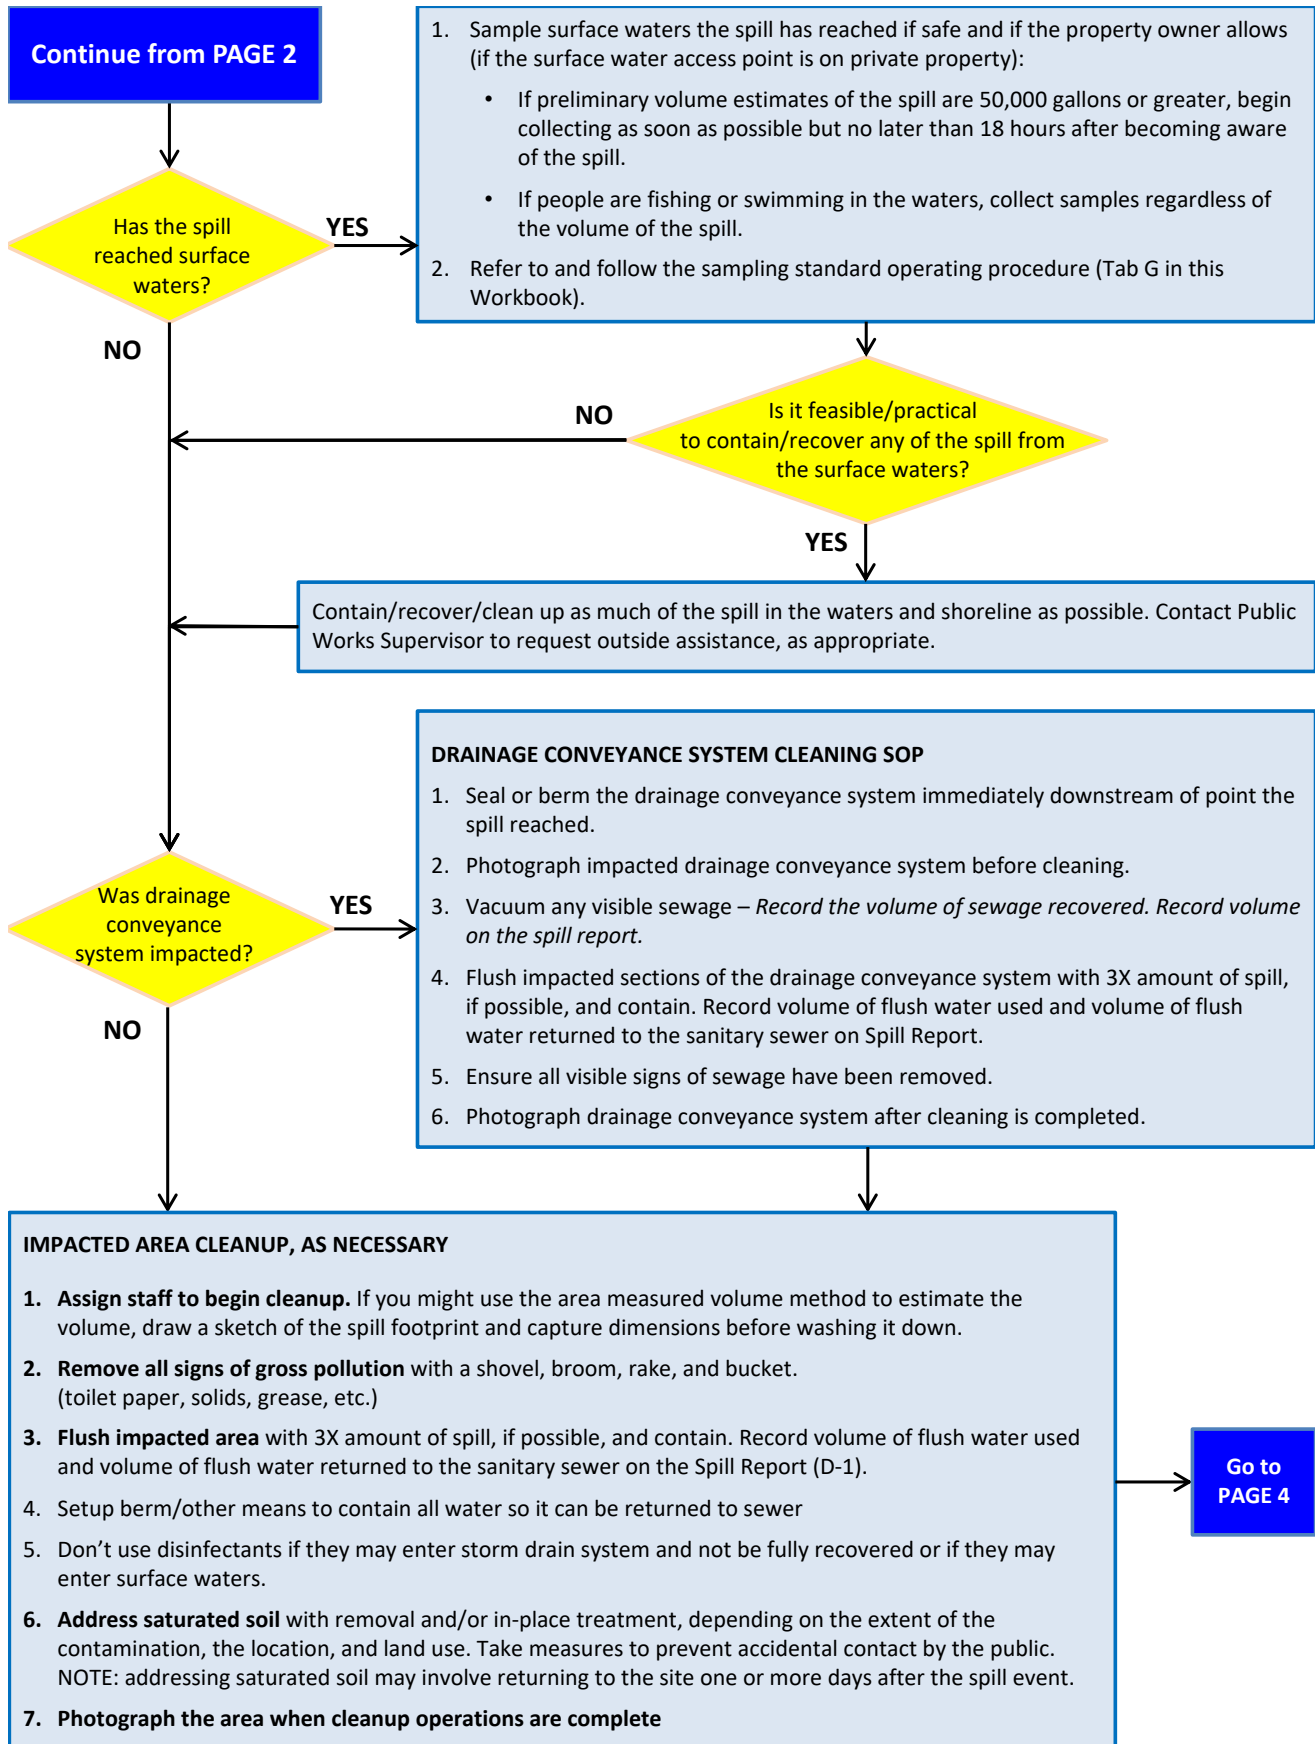 Continue from PAGE 2
1. Sample surface waters the spill has reached if safe and if the property owner allows
(if the surface water access point is on private property):
• If preliminary volume estimates of the spill are 50,000 gallons or greater, begin
collecting as soon as possible but no later than 18 hours after becoming aware
of the spill.
• If people are fishing or swimming in the waters, collect samples regardless of
the volume of the spill.
2. Refer to and follow the sampling standard operating procedure (Tab G in this
Workbook).
Has the spill
reached surface
waters?
YES
NO
Is it feasible/practical
to contain/recover any of the spill from
the surface waters?
NO
YES
Contain/recover/clean up as much of the spill in the waters and shoreline as possible. Contact Public
Works Supervisor to request outside assistance, as appropriate.
Was drainage
conveyance
system impacted?
YES
NO
DRAINAGE CONVEYANCE SYSTEM CLEANING SOP
1. Seal or berm the drainage conveyance system immediately downstream of point the
spill reached.
2. Photograph impacted drainage conveyance system before cleaning.
3. Vacuum any visible sewage – Record the volume of sewage recovered. Record volume
on the spill report.
4. Flush impacted sections of the drainage conveyance system with 3X amount of spill,
if possible, and contain. Record volume of flush water used and volume of flush
water returned to the sanitary sewer on Spill Report.
5. Ensure all visible signs of sewage have been removed.
6. Photograph drainage conveyance system after cleaning is completed.
IMPACTED AREA CLEANUP, AS NECESSARY
1. Assign staff to begin cleanup. If you might use the area measured volume method to estimate the
volume, draw a sketch of the spill footprint and capture dimensions before washing it down.
2. Remove all signs of gross pollution with a shovel, broom, rake, and bucket.
(toilet paper, solids, grease, etc.)
3. Flush impacted area with 3X amount of spill, if possible, and contain. Record volume of flush water used
and volume of flush water returned to the sanitary sewer on the Spill Report (D-1).
4. Setup berm/other means to contain all water so it can be returned to sewer
5. Don’t use disinfectants if they may enter storm drain system and not be fully recovered or if they may
enter surface waters.
6. Address saturated soil with removal and/or in-place treatment, depending on the extent of the
contamination, the location, and land use. Take measures to prevent accidental contact by the public.
NOTE: addressing saturated soil may involve returning to the site one or more days after the spill event.
7. Photograph the area when cleanup operations are complete
Go to
PAGE 4